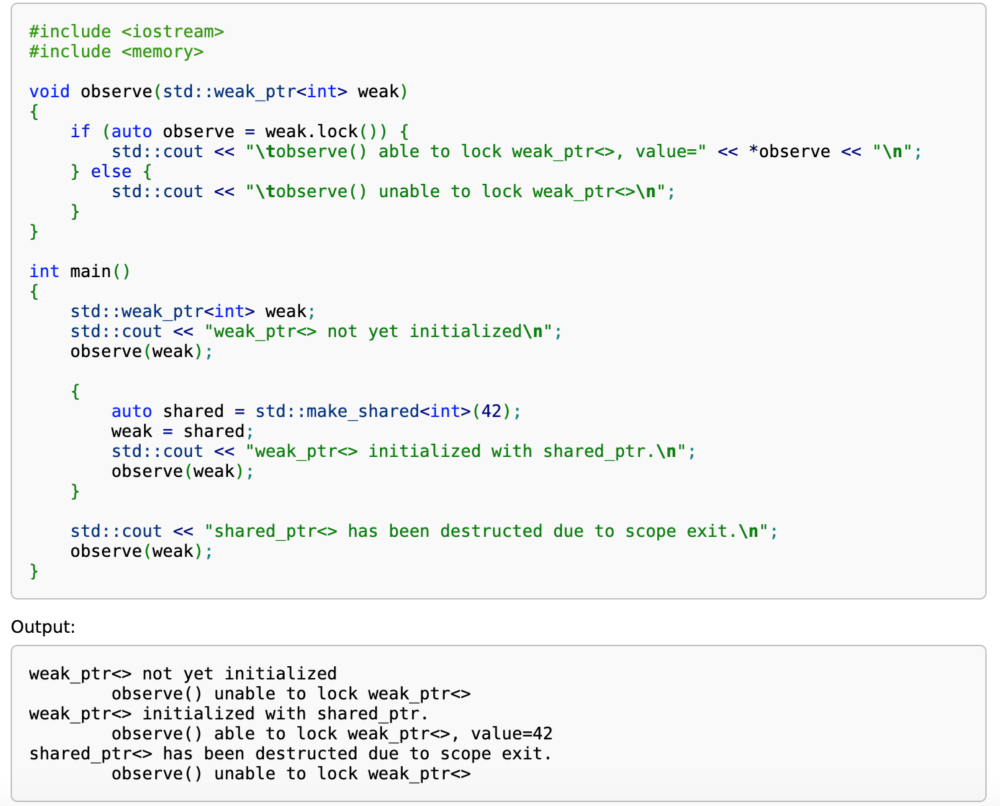 #include <iostream>
#include <memory>

void observe(std::weak_ptr<int> weak)
{
    if (auto observe = weak.lock()) {
        std::cout << "\tobserve() able to lock weak_ptr<>, value=" << *observe << "\n";
    } else {
        std::cout << "\tobserve() unable to lock weak_ptr<>\n";
    }
}

int main()
{
    std::weak_ptr<int> weak;
    std::cout << "weak_ptr<> not yet initialized\n";
    observe(weak);

    {
        auto shared = std::make_shared<int>(42);
        weak = shared;
        std::cout << "weak_ptr<> initialized with shared_ptr.\n";
        observe(weak);
    }

    std::cout << "shared_ptr<> has been destructed due to scope exit.\n";
    observe(weak);
}

Output:

weak_ptr<> not yet initialized
        observe() unable to lock weak_ptr<>
weak_ptr<> initialized with shared_ptr.
        observe() able to lock weak_ptr<>, value=42
shared_ptr<> has been destructed due to scope exit.
        observe() unable to lock weak_ptr<>